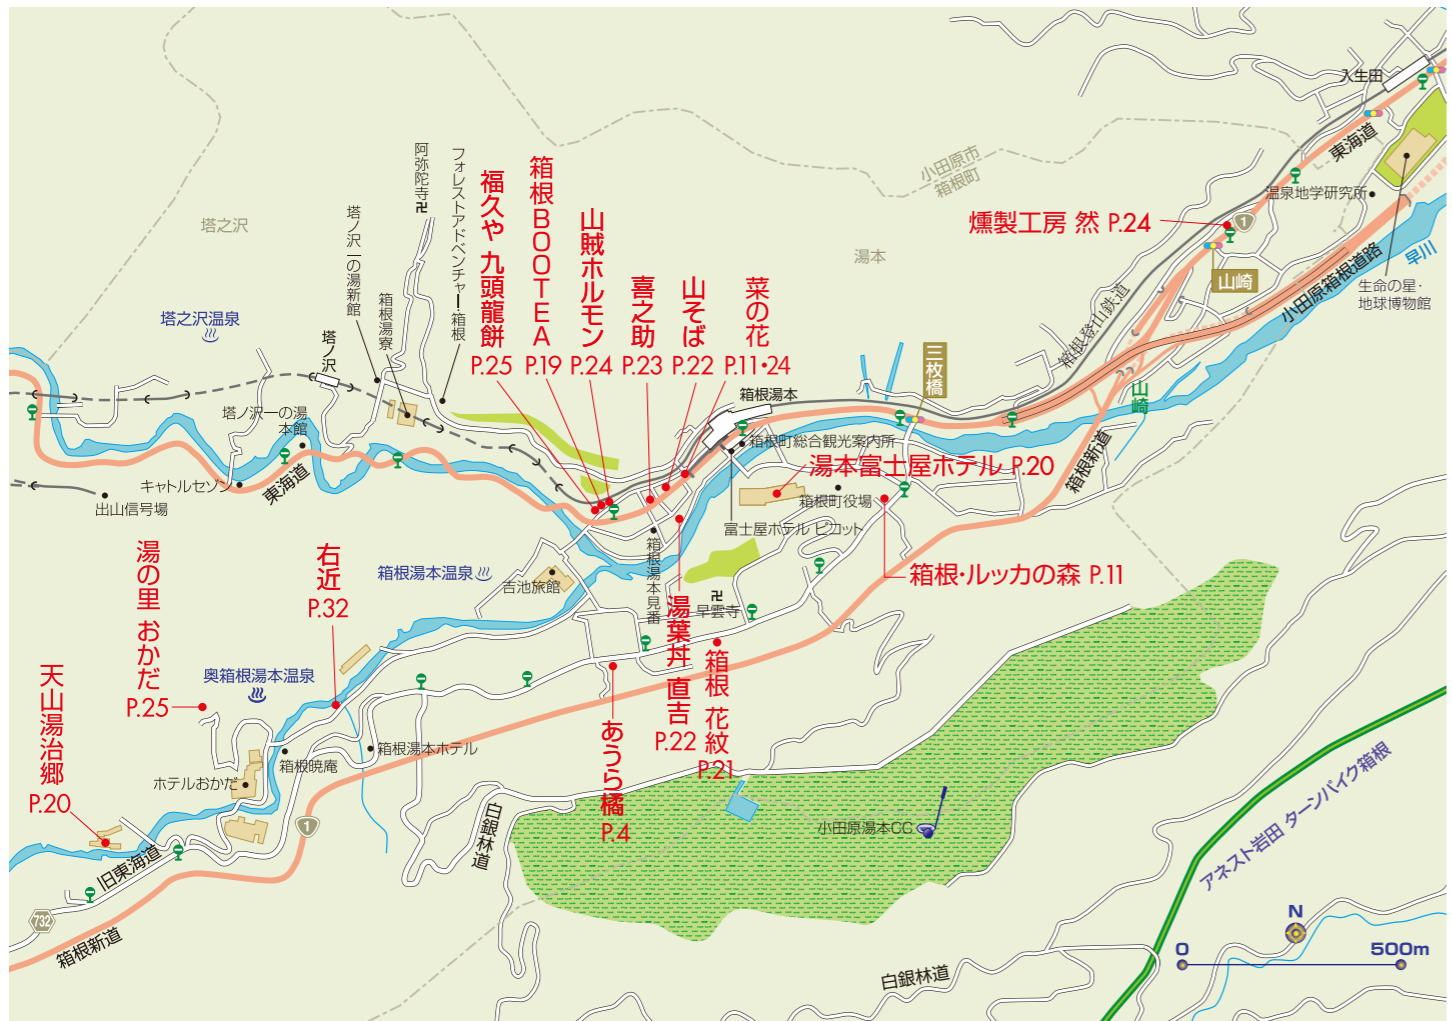 入生田
東海道
小田原市
箱根町
温泉地学研究所
燻製工房 然 P.24
1
山崎
小田原箱根道路
早川
生命の星・
地球博物館
箱根登山鉄道
山崎
三枚橋
湯本
塔之沢
塔之沢温泉
塔ノ沢
塔ノ沢 一の湯新館
箱根湯寮
阿弥陀寺
フォレストアドベンチャー・箱根
福久や 九頭龍餅
P.25
箱根BOOTEA
P.19
山賊ホルモン
P.24
喜之助
P.23
山そば
P.22
菜の花
P.11・24
箱根湯本
箱根町総合観光案内所
湯本富士屋ホテル P.20
箱根町役場
富士屋ホテル ピコット
箱根新道
箱根・ルッカの森 P.11
塔ノ沢一の湯
本館
キャトルセゾン
東海道
出山信号場
箱根湯本温泉
吉池旅館
箱根湯本見番
早雲寺
湯葉丼 直吉
P.22
箱根 花紋
P.21
あうら橘
P.4
右近
P.32
湯の里 おかだ
P.25
奥箱根湯本温泉
天山湯治郷
P.20
ホテルおかだ
箱根暁庵
箱根湯本ホテル
1
旧東海道
732
箱根新道
白銀林道
小田原湯本CC
アネスト岩田 ターンパイク箱根
白銀林道
N
0
500m